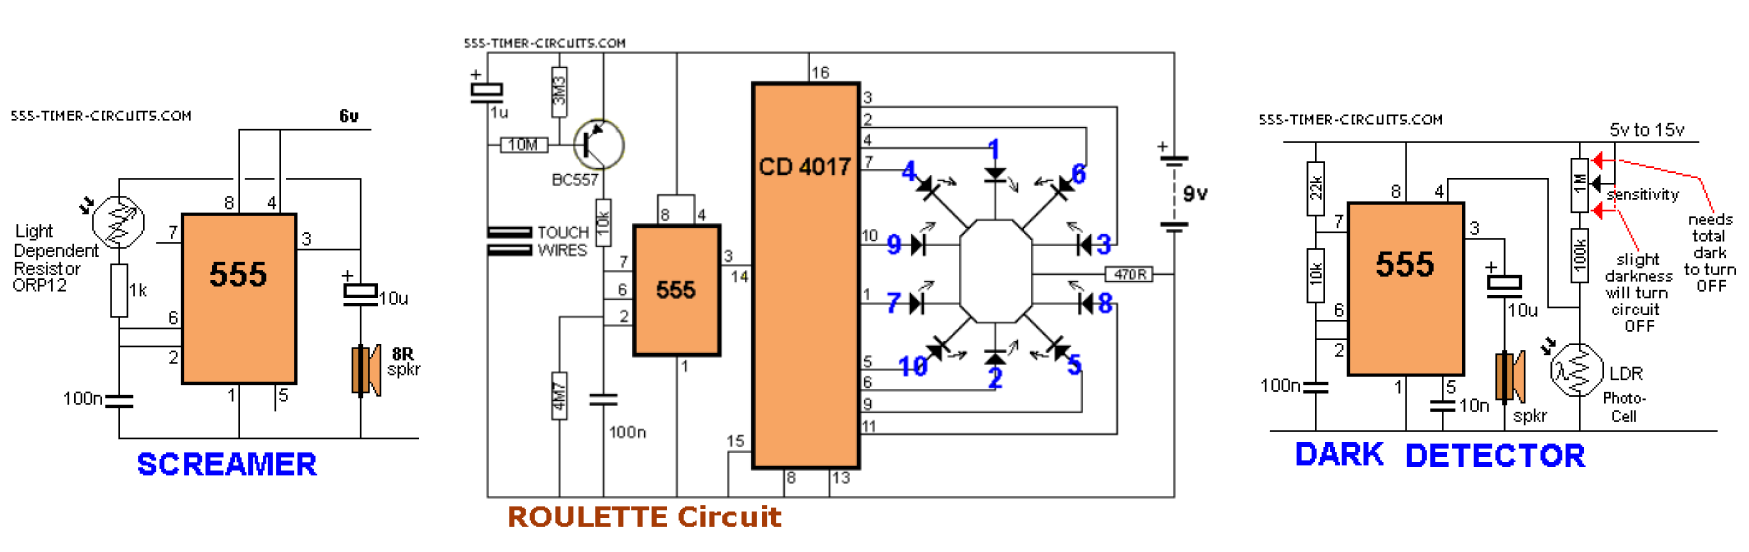 555-TIMER-CIRCUITS.COM
6v
8
4
7
3
Light
Dependent
Resistor
ORP12
555
1k
+
10u
6
2
8R
spkr
100n
1
5
SCREAMER
555-TIMER-CIRCUITS.COM
+
1u
3M3
10M
BC557
10k
TOUCH
WIRES
8
4
7
3
14
6
555
2
1
4M7
100n
16
CD 4017
3
2
4
7
10
1
5
6
9
11
15
8
13
1
4
6
9
3
7
8
10
2
5
470R
+
9v
ROULETTE Circuit
555-TIMER-CIRCUITS.COM
5v to 15v
22k
8
4
1M
sensitivity
7
3
555
10k
+
10u
100k
needs
total
dark
to turn
OFF
slight
darkness
will turn
circuit
OFF
6
2
100n
1
5
10n
spkr
λ
LDR
Photo-
Cell
DARK DETECTOR